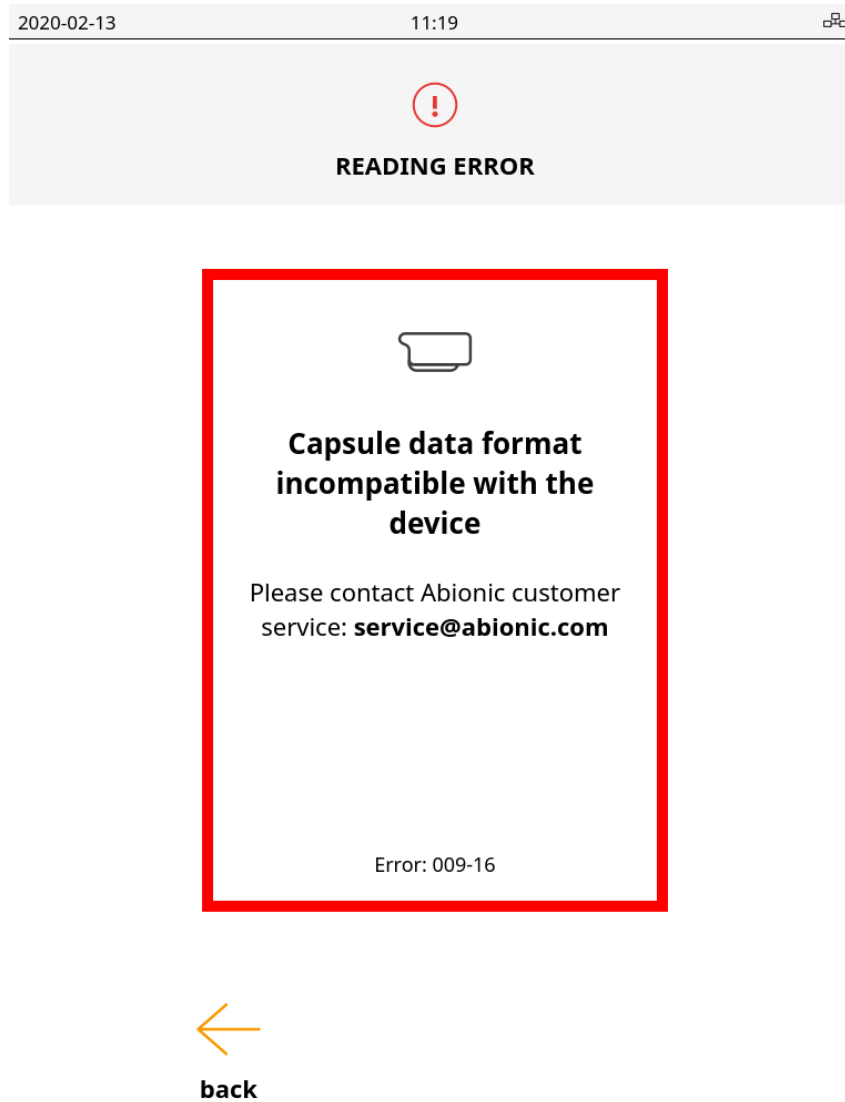 2020-02-13 11:19
READING ERROR
Capsule data format
incompatible with the
device
Please contact Abionic customer
service: service@abionic.com
Error: 009-16
back